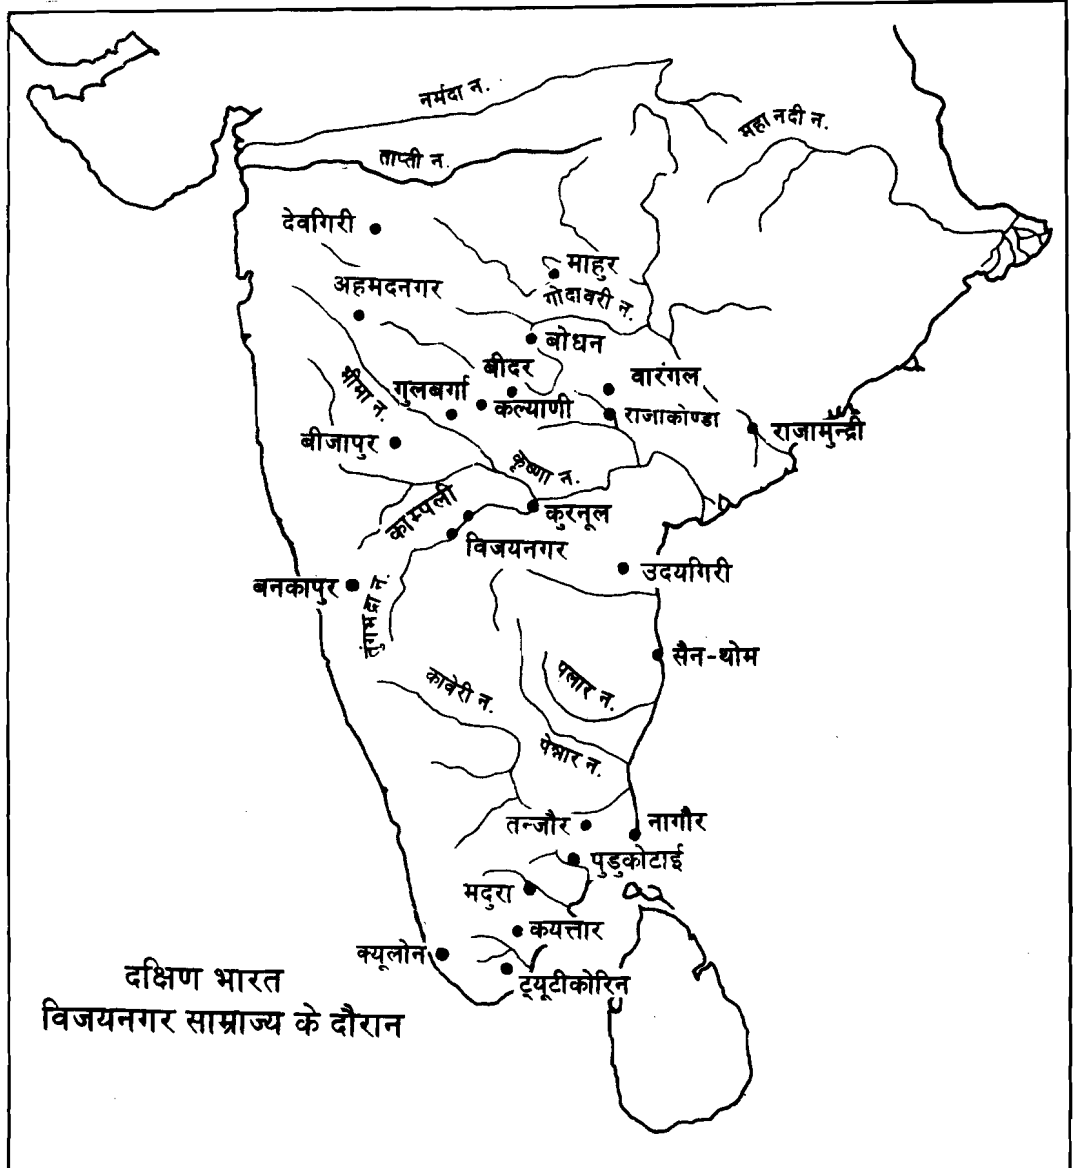 नर्मदा न.
महा नदी न.
ताप्ती न.
देवगिरी
माहुर
अहमदनगर
गोदावरी न.
बोधन
बीदर
वारंगल
भीमा न.
गुलबर्गा
कल्याणी
राजाकोण्डा
राजामुन्द्री
बीजापुर
कृष्णा न.
काम्पली
कुरनूल
विजयनगर
उदयगिरी
बनकापुर
तुंगभद्रा न.
सैन-थोम
पलार न.
कावेरी न.
पेन्नार न.
तन्जौर
नागौर
पुडुकोटाई
मदुरा
कयत्तार
क्यूलोन
ट्यूटीकोरिन
दक्षिण भारत
विजयनगर साम्राज्य के दौरान